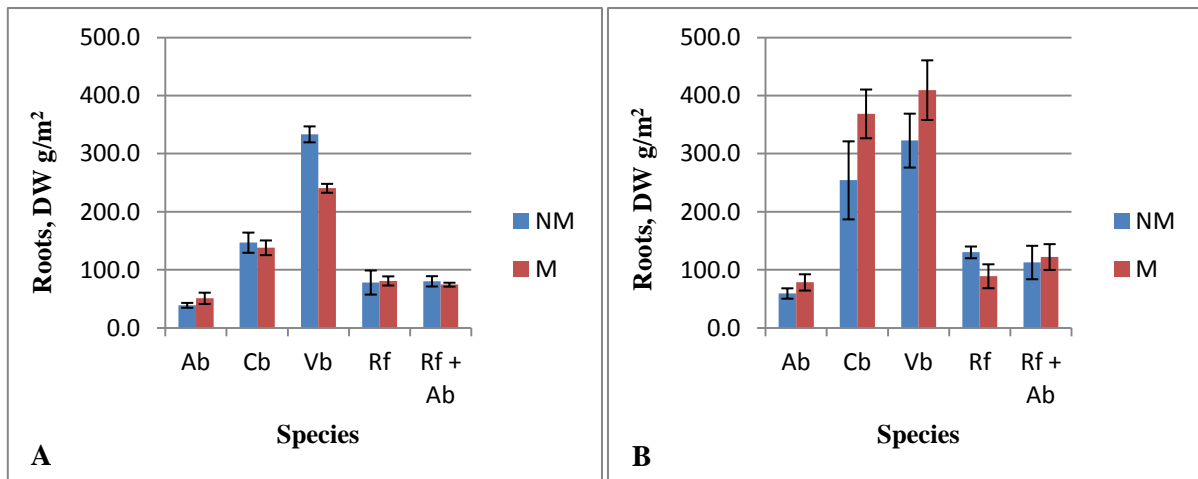 500.0
400.0
300.0
200.0
100.0
0.0
Roots, DW g/m²
Ab Cb Vb Rf Rf +
Ab
Species
NM
M
A
500.0
400.0
300.0
200.0
100.0
0.0
Roots, DW g/m²
Ab Cb Vb Rf Rf +
Ab
Species
NM
M
B